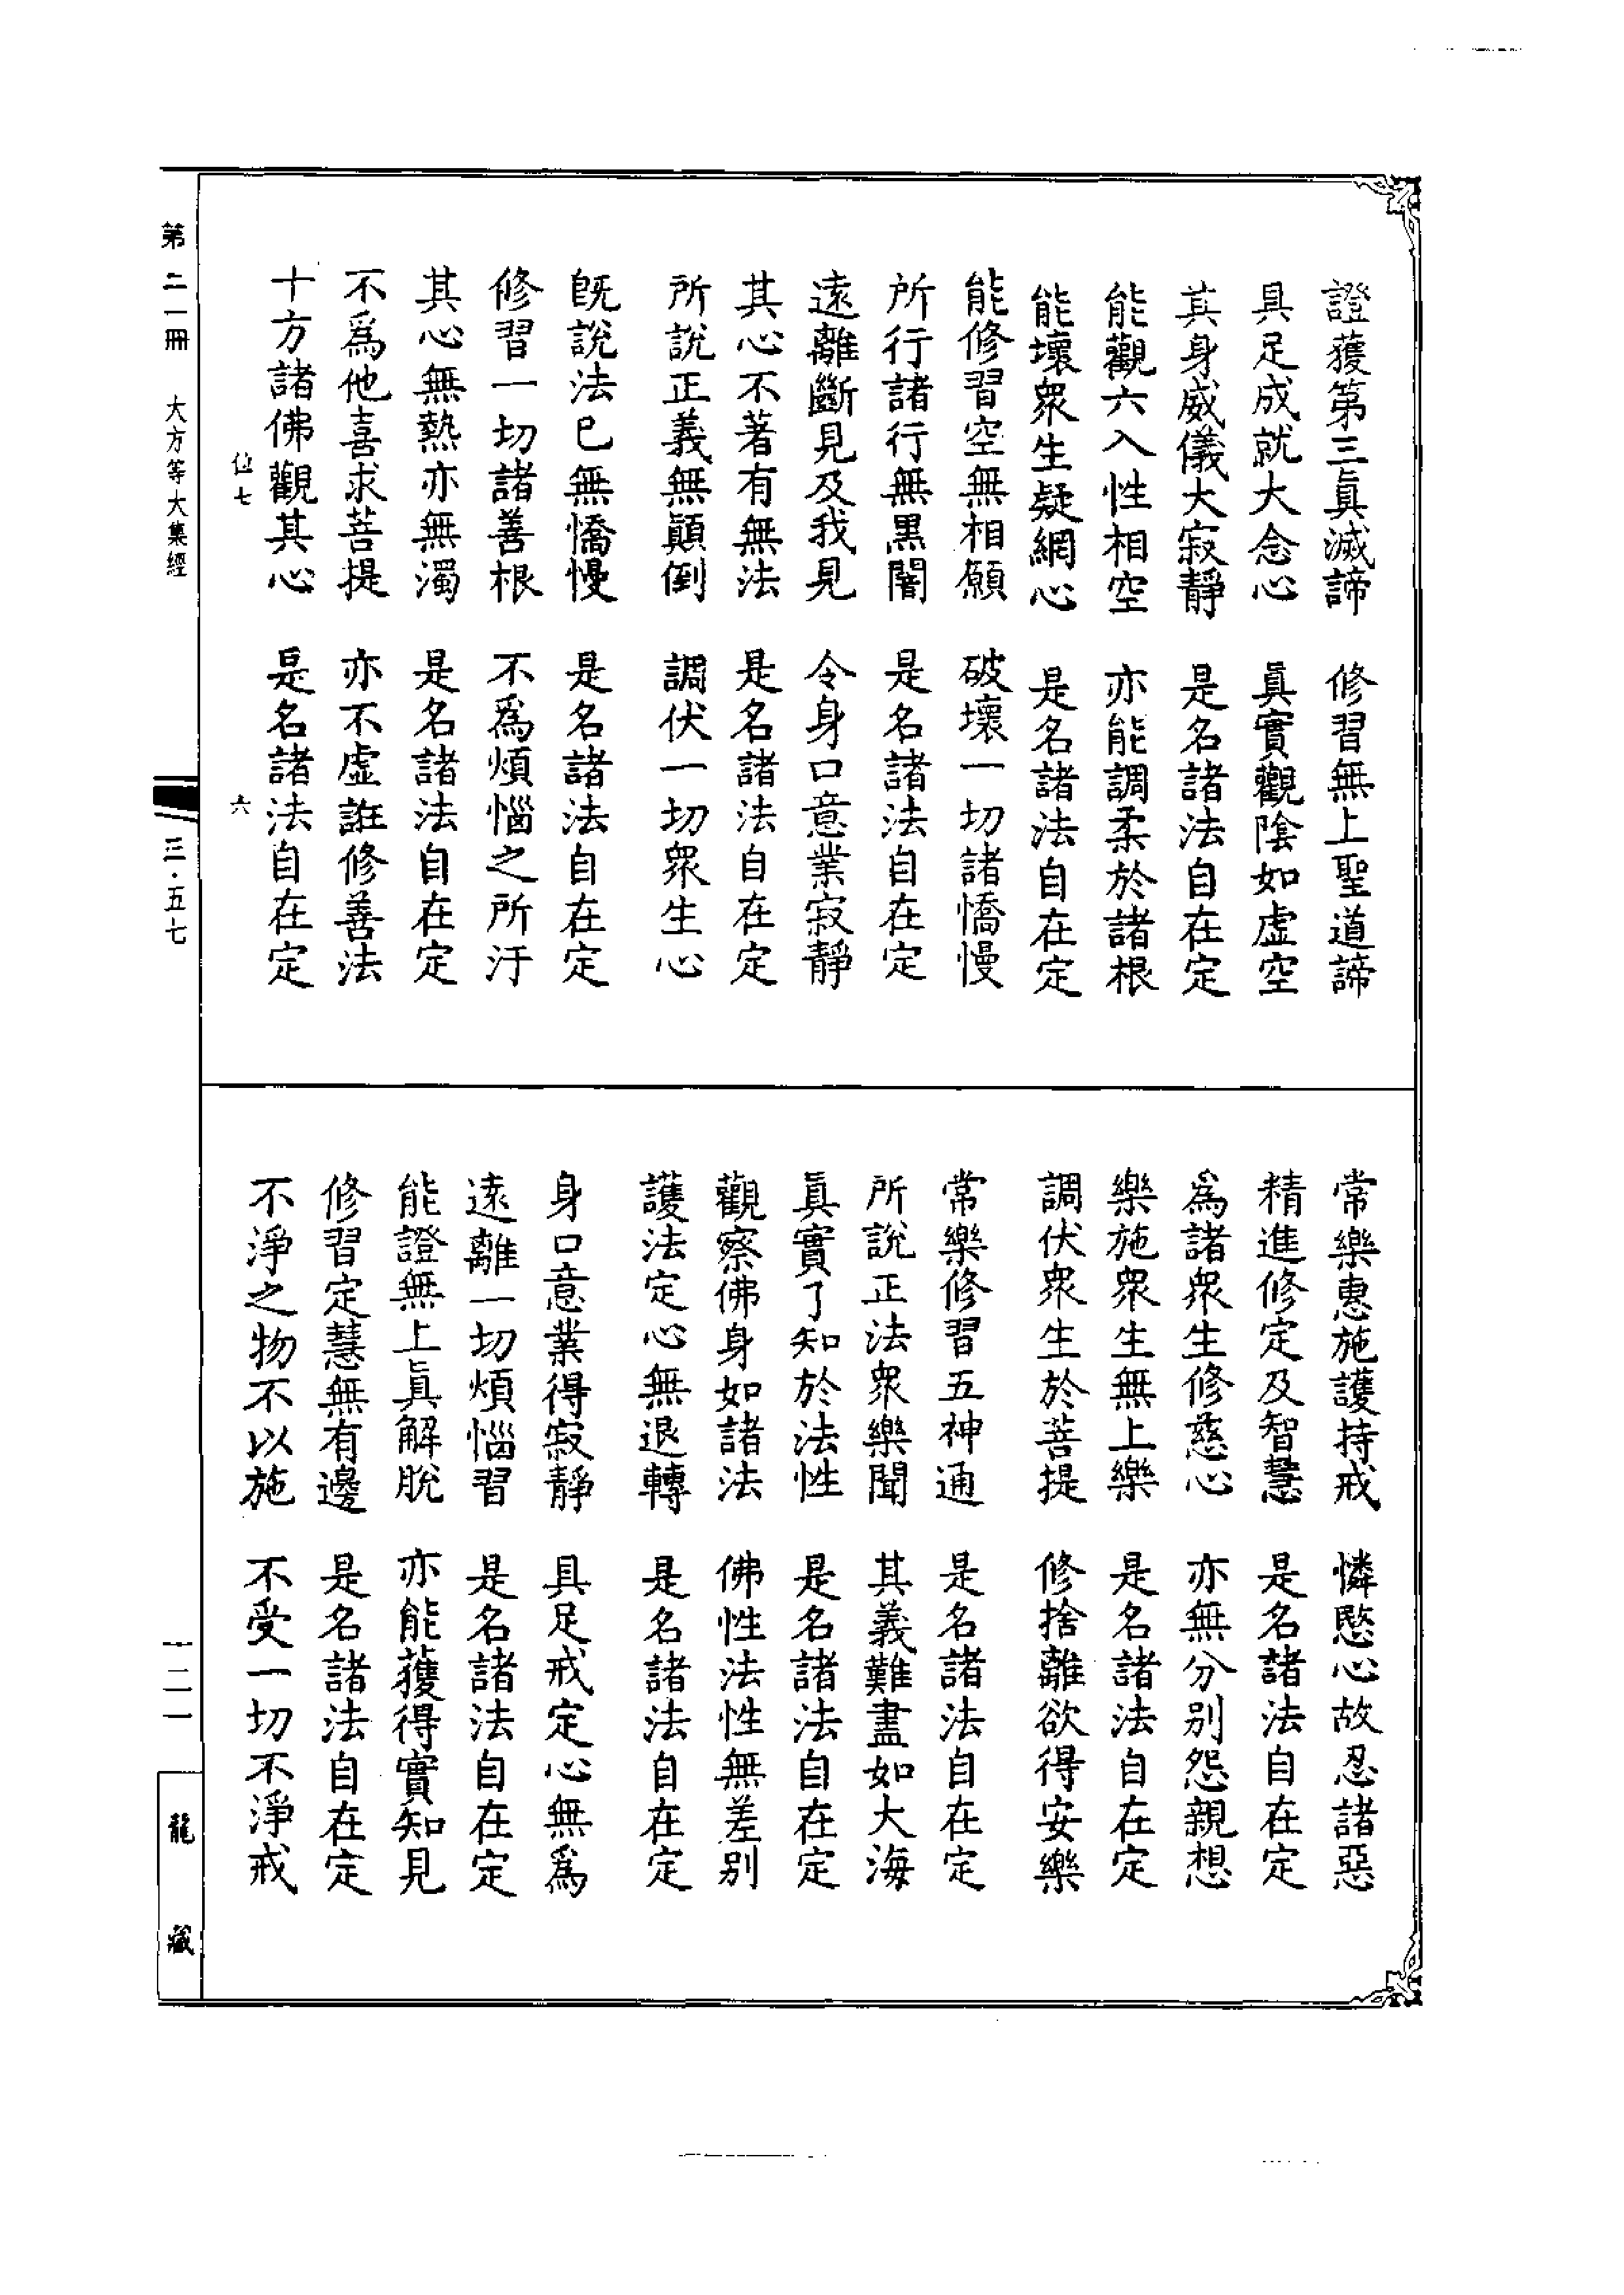 證獲第三眞滅諦　修習無上聖道諦
具足成就大念心　眞實觀陰如虛空
其身威儀大寂靜　是名諸法自在定
能觀六入性相空　亦能調柔於諸根
能壞眾生疑網心　是名諸法自在定
能修習空無相願　破壞一切諸憍慢
所行諸行無黑闇　是名諸法自在定
遠離斷見及我見　令身口意業寂靜
其心不著有無法　是名諸法自在定
所說正義無顚倒　調伏一切眾生心
旣說法已無憍慢　是名諸法自在定
修習一切諸善根　不爲煩惱之所汙
其心無熱亦無濁　是名諸法自在定
不爲他喜求菩提　亦不虛誑修善法
十方諸佛觀其心　是名諸法自在定
位七　六
常樂惠施護持戒　憐愍心故忍諸惡
精進修定及智慧　是名諸法自在定
爲諸眾生修慈心　亦無分別怨親想
樂施眾生無上樂　是名諸法自在定
調伏眾生於菩提　修捨離欲得安樂
常樂修習五神通　是名諸法自在定
所說正法眾樂聞　其義難盡如大海
眞實了知於法性　是名諸法自在定
觀察佛身如諸法　佛性法性無差別
護法定心無退轉　是名諸法自在定
身口意業得寂靜　具足戒定心無爲
遠離一切煩惱習　是名諸法自在定
能證無上眞解脫　亦能獲得實知見
修習定慧無有邊　是名諸法自在定
不淨之物不以施　不受一切不淨戒
第二一冊　大方等大集經　三·五七　一二一　龍藏